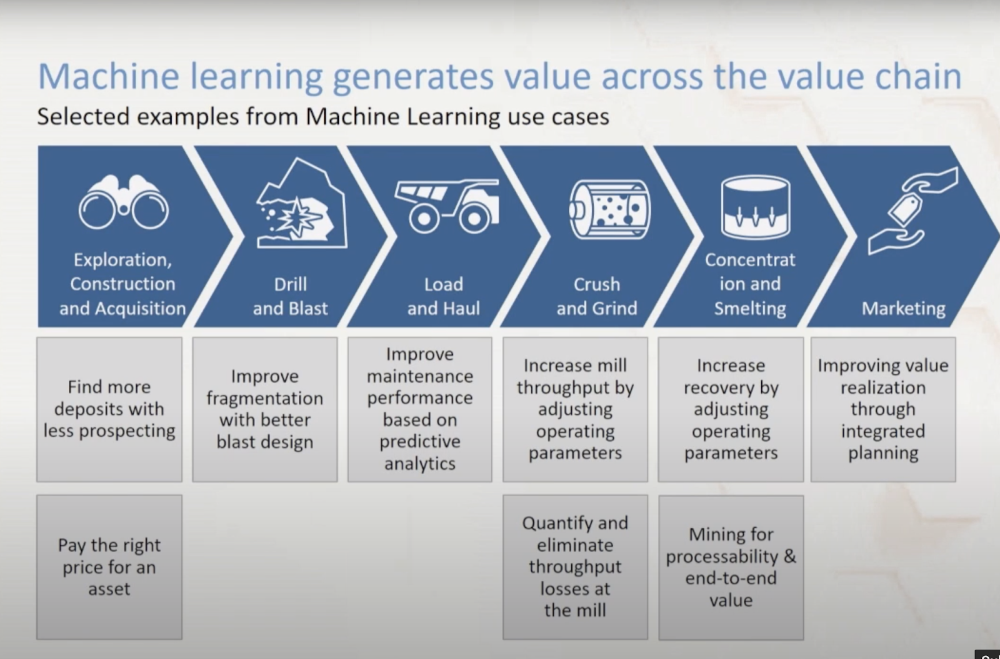 Machine learning generates value across the value chain
Selected examples from Machine Learning use cases
Exploration,
Construction
and Acquisition
Drill
and Blast
Load
and Haul
Crush
and Grind
Concentrat
ion and
Smelting
Marketing
Find more
deposits with
less prospecting
Improve
fragmentation
with better
blast design
Improve
maintenance
performance
based on
predictive
analytics
Increase mill
throughput by
adjusting
operating
parameters
Increase
recovery by
adjusting
operating
parameters
Improving value
realization
through
integrated
planning
Pay the right
price for an
asset
Quantify and
eliminate
throughput
losses at
the mill
Mining for
processability &
end-to-end
value